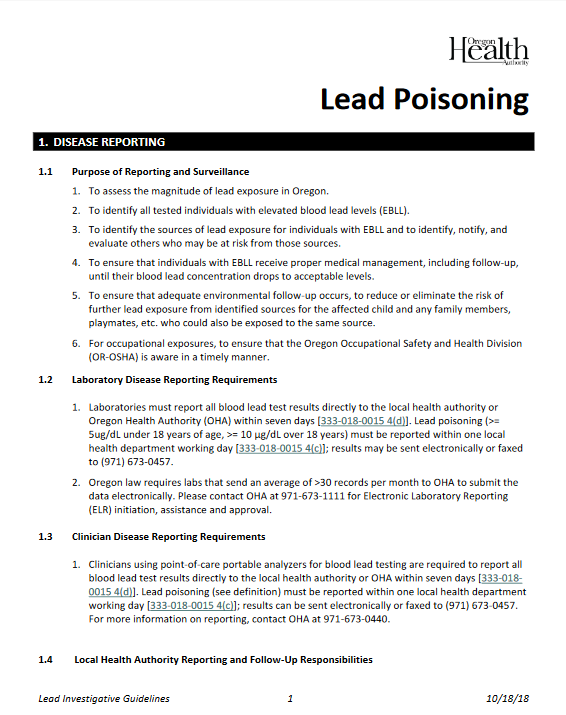 Oregon
Health
Authority
Lead Poisoning
1. DISEASE REPORTING
1.1 Purpose of Reporting and Surveillance
1. To assess the magnitude of lead exposure in Oregon.
2. To identify all tested individuals with elevated blood lead levels (EBLL).
3. To identify the sources of lead exposure for individuals with EBLL and to identify, notify, and
evaluate others who may be at risk from those sources.
4. To ensure that individuals with EBLL receive proper medical management, including follow-up,
until their blood lead concentration drops to acceptable levels.
5. To ensure that adequate environmental follow-up occurs, to reduce or eliminate the risk of
further lead exposure from identified sources for the affected child and any family members,
playmates, etc. who could also be exposed to the same source.
6. For occupational exposures, to ensure that the Oregon Occupational Safety and Health Division
(OR-OSHA) is aware in a timely manner.
1.2 Laboratory Disease Reporting Requirements
1. Laboratories must report all blood lead test results directly to the local health authority or
Oregon Health Authority (OHA) within seven days [333-018-0015 4(d)]. Lead poisoning (>=
5ug/dL under 18 years of age, >= 10 µg/dL over 18 years) must be reported within one local
health department working day [333-018-0015 4(c)]; results may be sent electronically or faxed
to (971) 673-0457.
2. Oregon law requires labs that send an average of >30 records per month to OHA to submit the
data electronically. Please contact OHA at 971-673-1111 for Electronic Laboratory Reporting
(ELR) initiation, assistance and approval.
1.3 Clinician Disease Reporting Requirements
1. Clinicians using point-of-care portable analyzers for blood lead testing are required to report all
blood lead test results directly to the local health authority or OHA within seven days [333-018-
0015 4(d)]. Lead poisoning (see definition) must be reported within one local health department
working day [333-018-0015 4(c)]; results can be sent electronically or faxed to (971) 673-0457.
For more information on reporting, contact OHA at 971-673-0440.
1.4 Local Health Authority Reporting and Follow-Up Responsibilities
Lead Investigative Guidelines 1 10/18/18